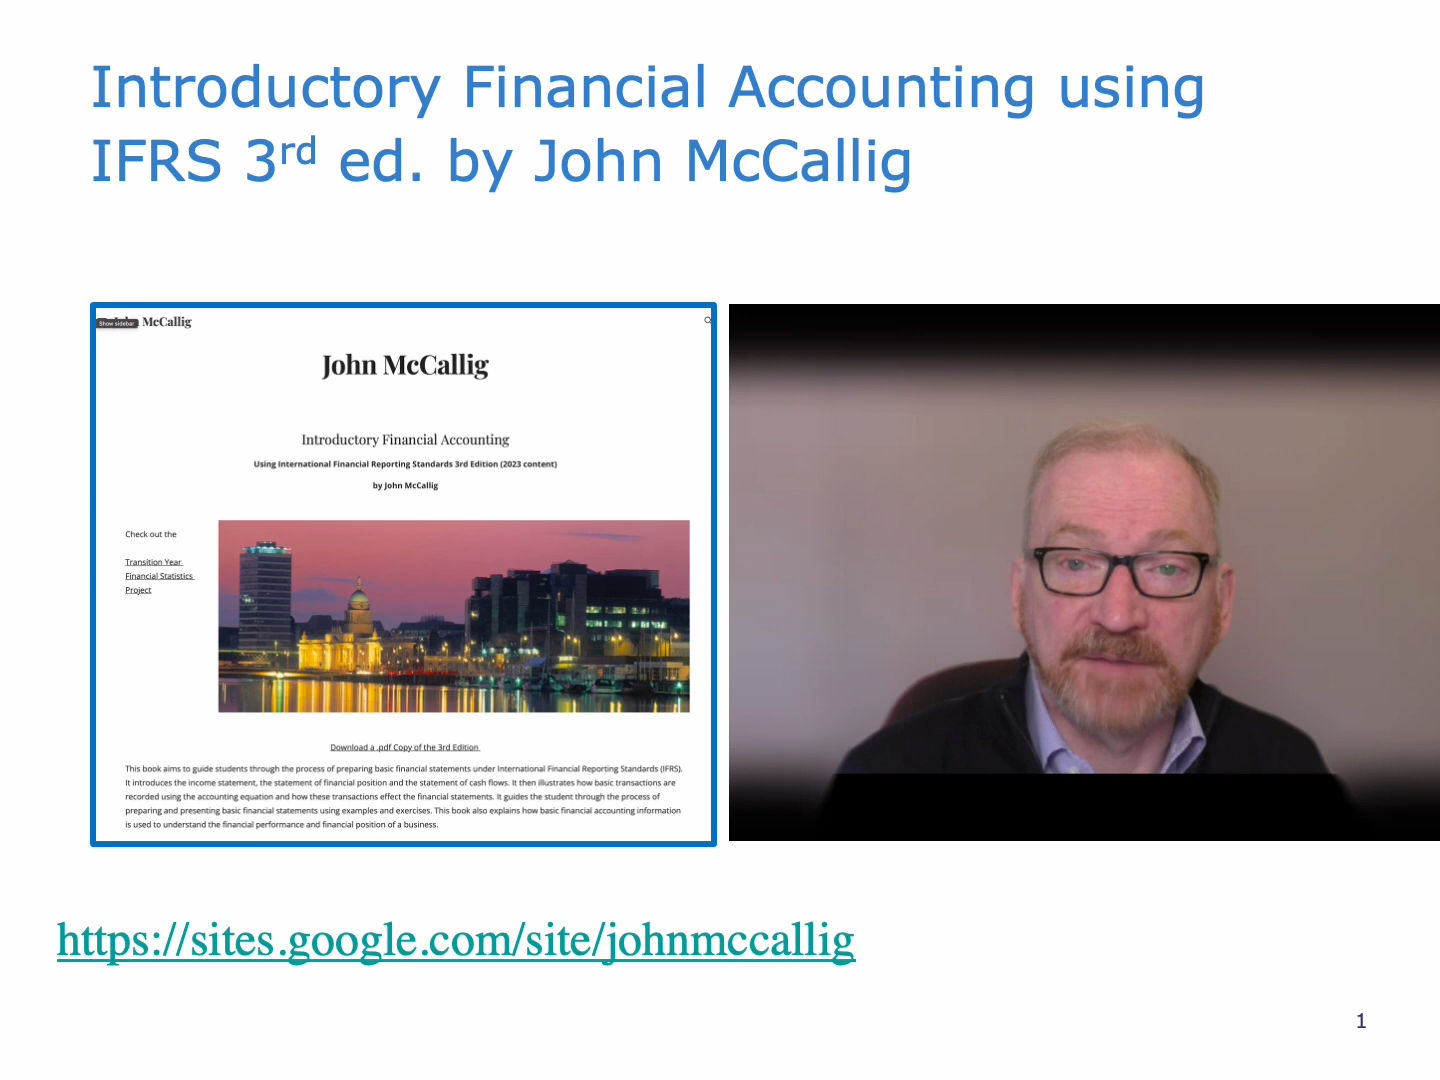 Introductory Financial Accounting using
IFRS 3rd ed. by John McCallig
Show sidebar
McCallig
John McCallig
Introductory Financial Accounting
Using International Financial Reporting Standards 3rd Edition (2023 content)
by John McCallig
Check out the
Transition Year
Financial Statistics
Project
Download a .pdf Copy of the 3rd Edition
This book aims to guide students through the process of preparing basic financial statements under International Financial Reporting Standards (IFRS).
It introduces the income statement, the statement of financial position and the statement of cash flows. It then illustrates how basic transactions are
recorded using the accounting equation and how these transactions effect the financial statements. It guides the student through the process of
preparing and presenting basic financial statements using examples and exercises. This book also explains how basic financial accounting information
is used to understand the financial performance and financial position of a business.
https://sites.google.com/site/johnmccallig
1